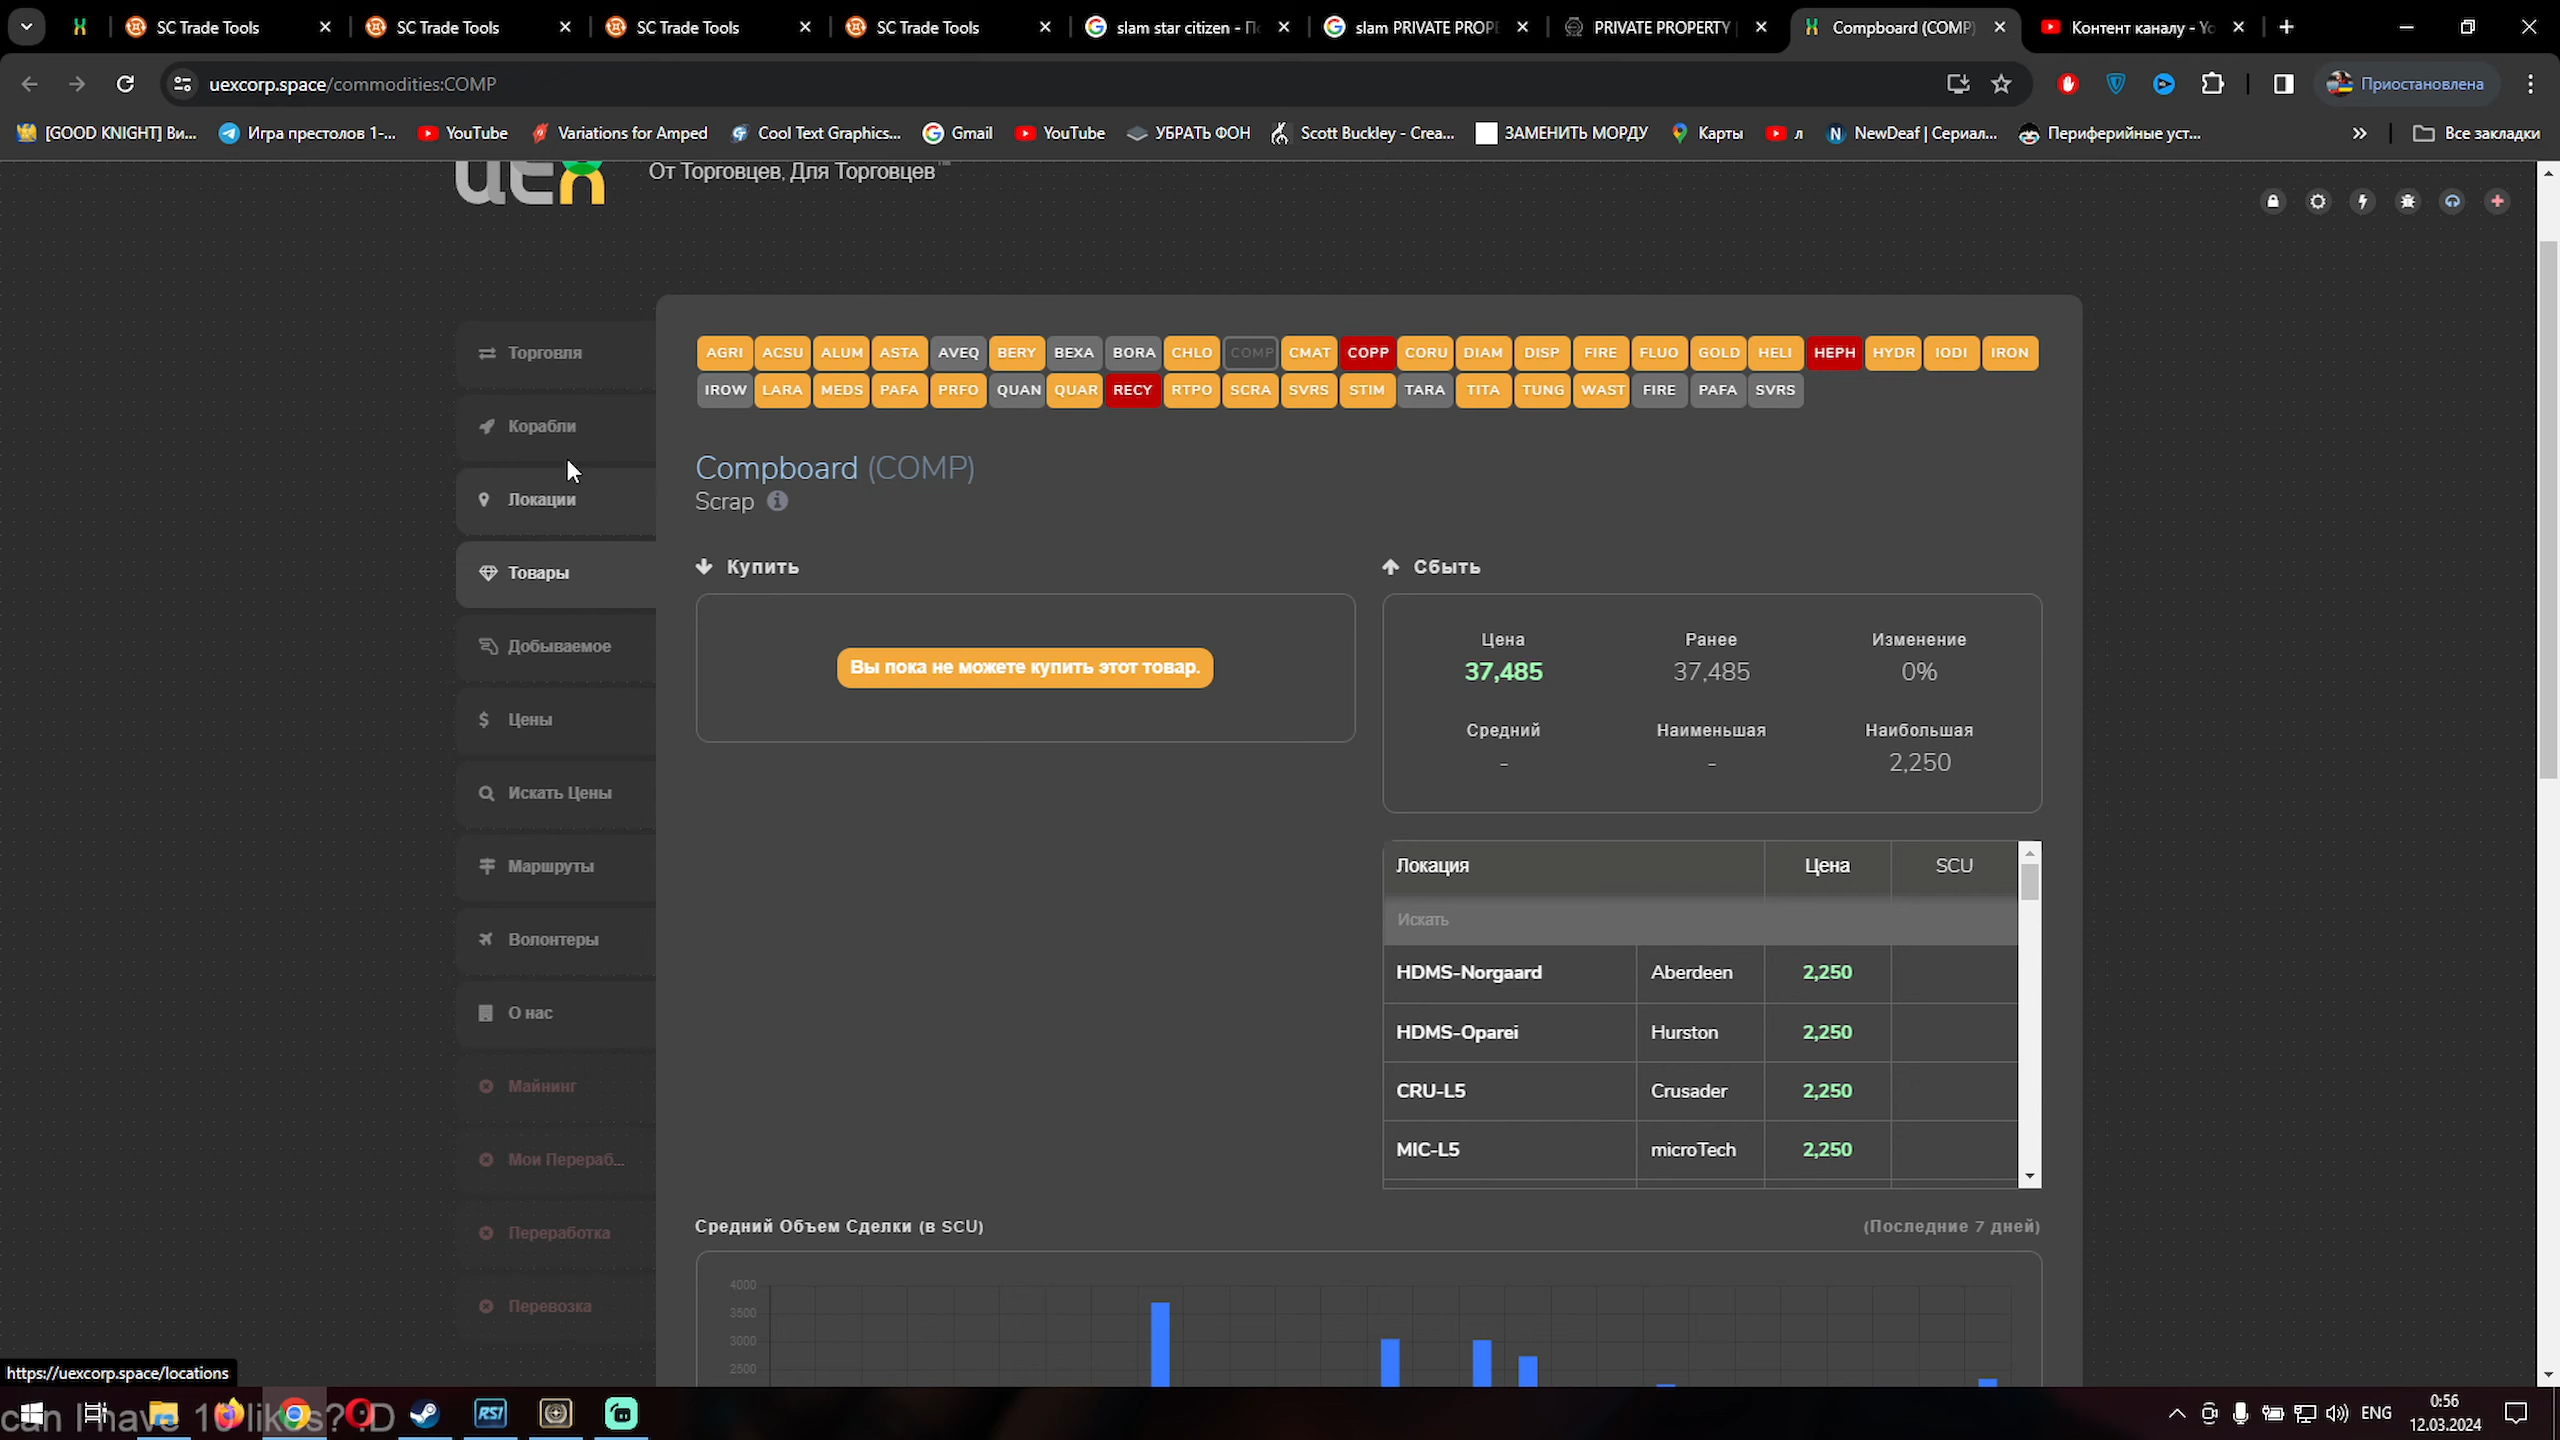 SC Trade Tools
SC Trade Tools
SC Trade Tools
SC Trade Tools
slam star citizen - По
slam PRIVATE PROPE
PRIVATE PROPERTY |
Compboard (COMP)
Контент каналу - Yo
uexcorp.space/commodities:COMP
Приостановлена
[GOOD KNIGHT] Ви...
Игра престолов 1-...
YouTube
Variations for Amped
Cool Text Graphics...
Gmail
YouTube
УБРАТЬ ФОН
Scott Buckley - Crea...
ЗАМЕНИТЬ МОРДУ
Карты
л
NewDeaf | Сериал...
Периферийные уст...
»
Все закладки
uex
От Торговцев, Для Торговцев™
Торговля
Корабли
Локации
Товары
Добываемое
Цены
Искать Цены
Маршруты
Волонтеры
О нас
Майнинг
Мои Перераб...
Переработка
Перевозка
AGRI ACSU ALUM ASTA AVEQ BERY BEXA BORA CHLO COMP CMAT COPP CORU DIAM DISP FIRE FLUO GOLD HELI HEPH HYDR IODI IRON
IROW LARA MEDS PAFA PRFO QUAN QUAR RECY RTPO SCRA SVRS STIM TARA TITA TUNG WAST FIRE PAFA SVRS
Compboard (COMP)
Scrap
Купить
Вы пока не можете купить этот товар.
Сбыть
Цена Ранее Изменение
37,485 37,485 0%
Средний Наименьшая Наибольшая
- - 2,250
Локация Цена SCU
Искать
HDMS-Norgaard Aberdeen 2,250
HDMS-Oparei Hurston 2,250
CRU-L5 Crusader 2,250
MIC-L5 microTech 2,250
Средний Объем Сделки (в SCU)
(Последние 7 дней)
4000
3500
3000
2500
https://uexcorp.space/locations
can I have 10 likes? :D
RSI
ENG
0:56
12.03.2024